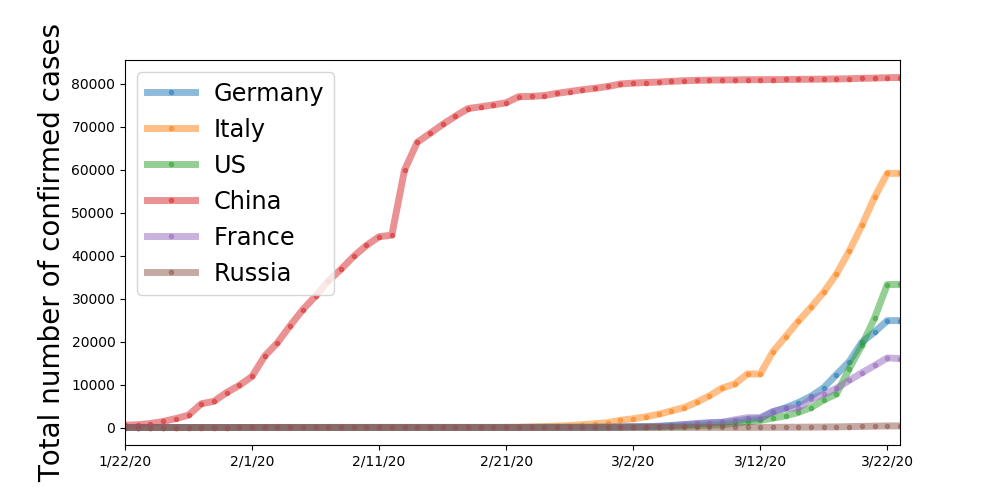 Total number of confirmed cases
80000
70000
60000
50000
40000
30000
20000
10000
0
Germany
Italy
US
China
France
Russia
1/22/20
2/1/20
2/11/20
2/21/20
3/2/20
3/12/20
3/22/20